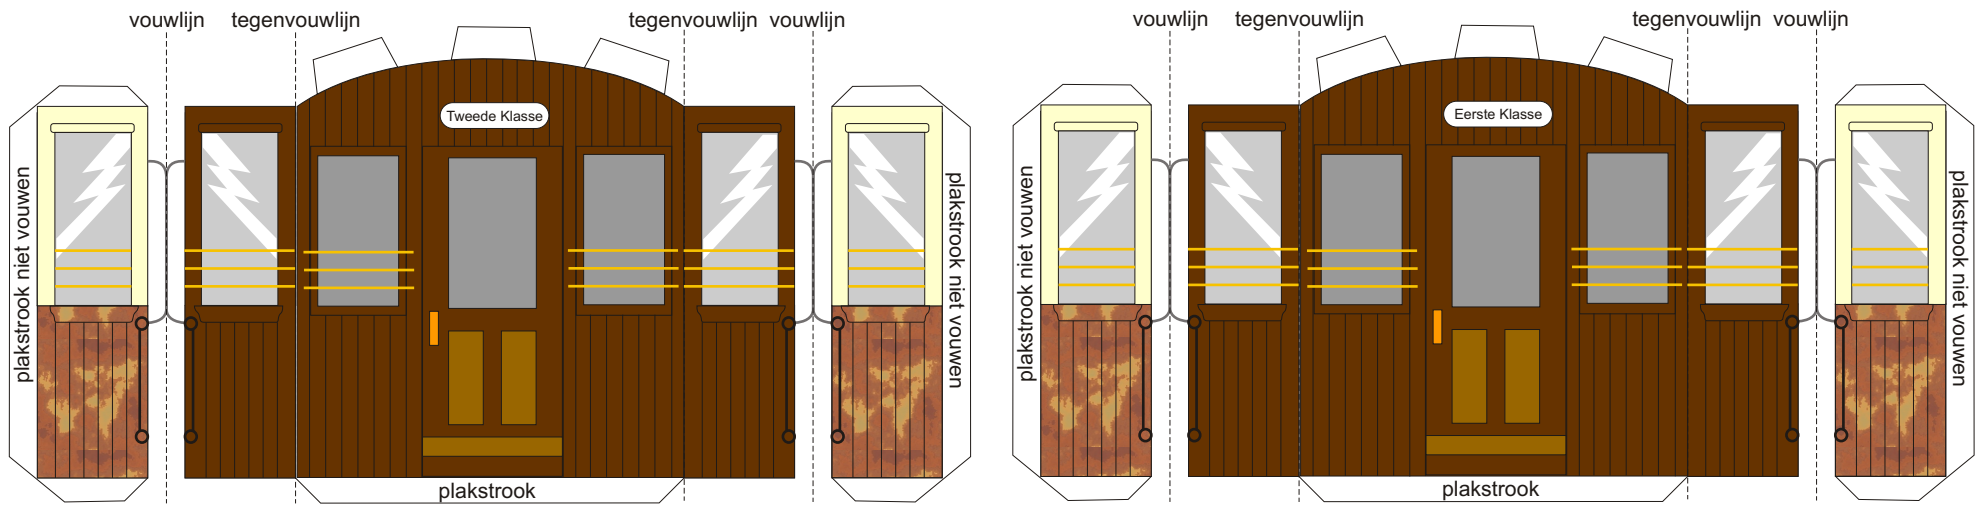 vouwlijn
tegenvouwlijn
tegenvouwlijn
vouwlijn
plakstrook niet vouwen
Tweede Klasse
plakstrook niet vouwen
plakstrook
vouwlijn
tegenvouwlijn
tegenvouwlijn
vouwlijn
plakstrook niet vouwen
Eerste Klasse
plakstrook niet vouwen
plakstrook